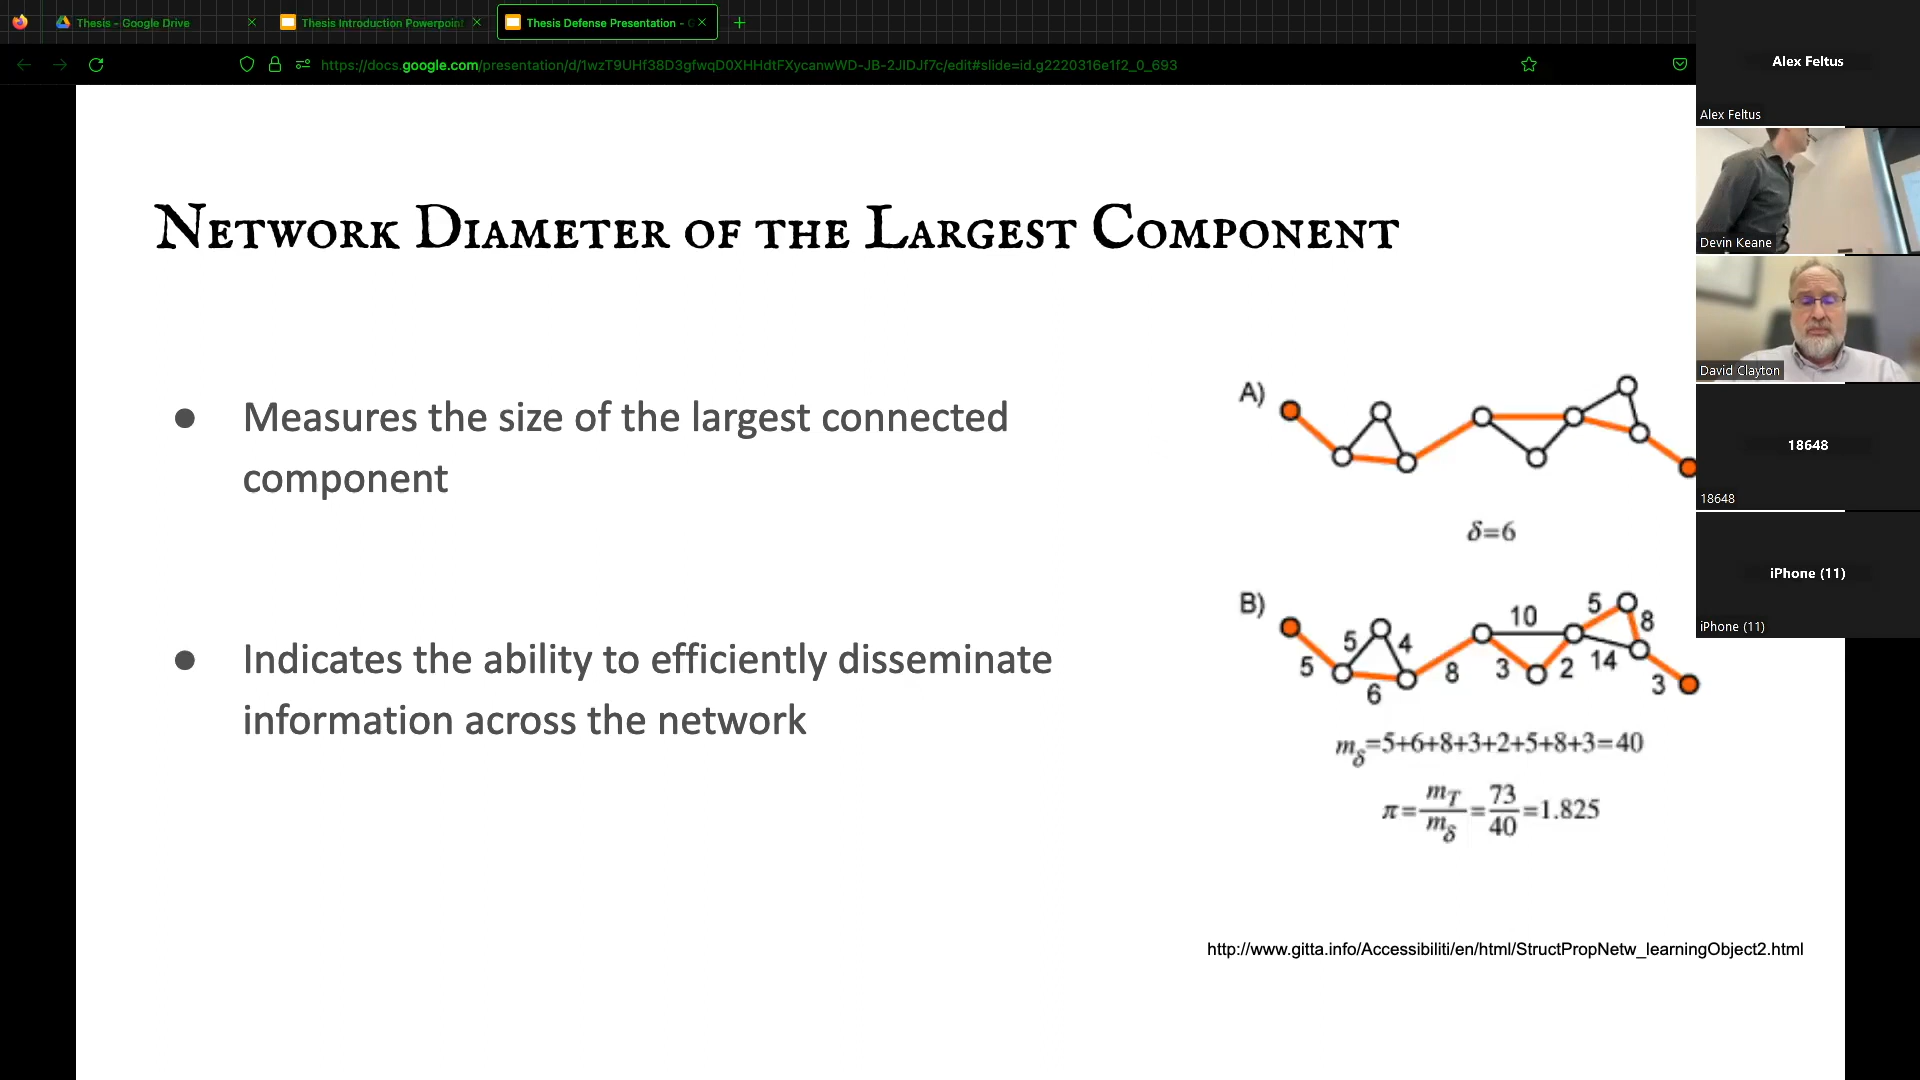 Thesis - Google Drive
Thesis Introduction Powerpoint
Thesis Defense Presentation -
https://docs.google.com/presentation/d/1wzT9UHf38D3gfwqD0XHHdtFXycanwWD-JB-2JIDJf7c/edit#slide=id.g2220316e1f2_0_693
Network Diameter of the Largest Component
● Measures the size of the largest connected
component
● Indicates the ability to efficiently disseminate
information across the network
A)
δ=6
B)
5 5 4 6 8 3 10 2 5 14 8 3
mδ=5+6+8+3+2+5+8+3=40
π=mT/mδ=73/40=1.825
http://www.gitta.info/Accessibiliti/en/html/StructPropNetw_learningObject2.html
Alex Feltus
Alex Feltus
Devin Keane
David Clayton
18648
18648
iPhone (11)
iPhone (11)